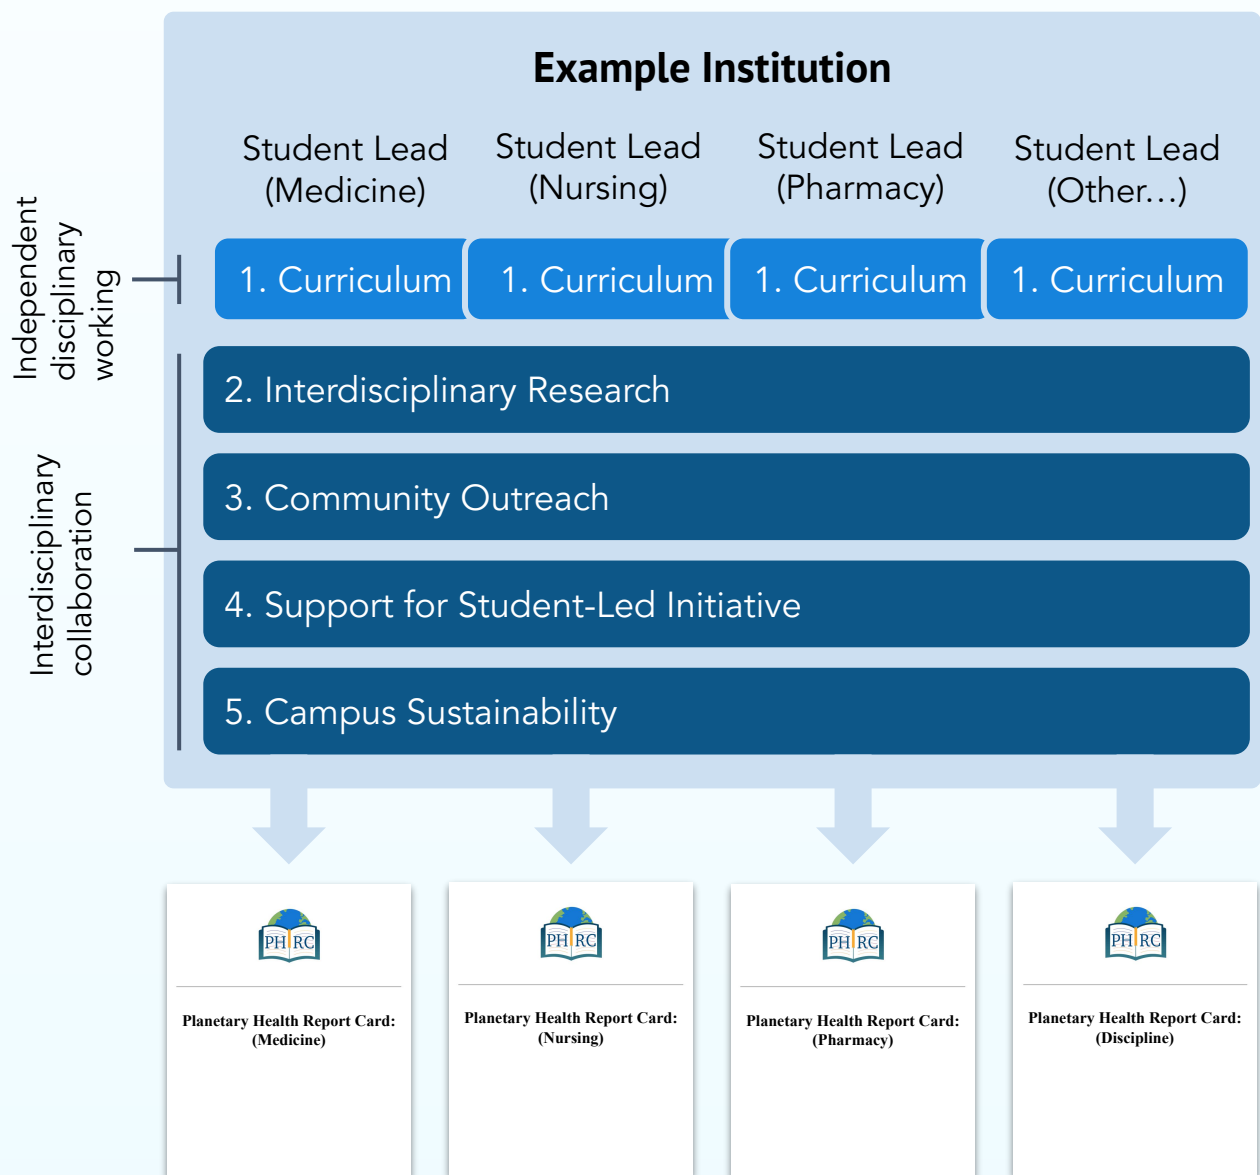 Example Institution
Student Lead
(Medicine)
Student Lead
(Nursing)
Student Lead
(Pharmacy)
Student Lead
(Other...)
Independent
disciplinary
working
1. Curriculum
1. Curriculum
1. Curriculum
1. Curriculum
Interdisciplinary
collaboration
2. Interdisciplinary Research
3. Community Outreach
4. Support for Student-Led Initiative
5. Campus Sustainability
PH RC
Planetary Health Report Card:
(Medicine)
PH RC
Planetary Health Report Card:
(Nursing)
PH RC
Planetary Health Report Card:
(Pharmacy)
PH RC
Planetary Health Report Card:
(Discipline)